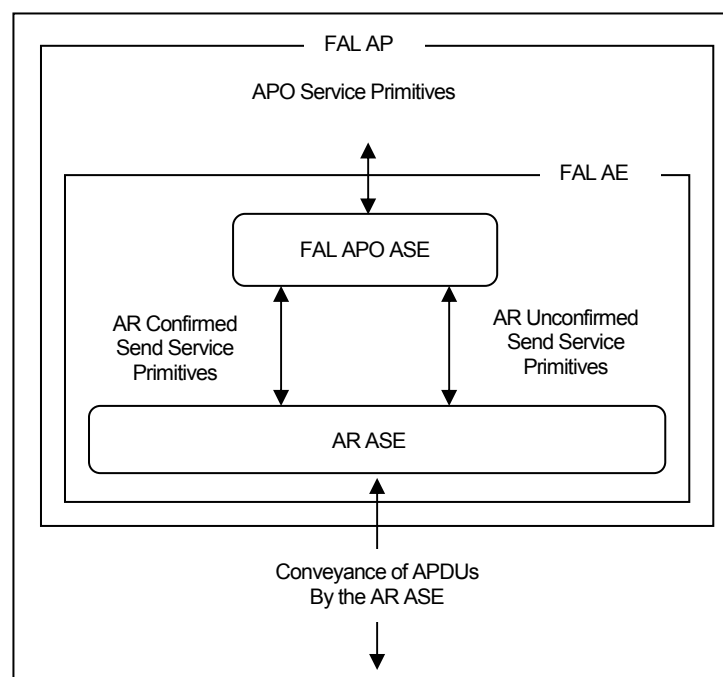 FAL AP
APO Service Primitives
FAL AE
FAL APO ASE
AR Confirmed
Send Service
Primitives
AR Unconfirmed
Send Service
Primitives
AR ASE
Conveyance of APDUs
By the AR ASE